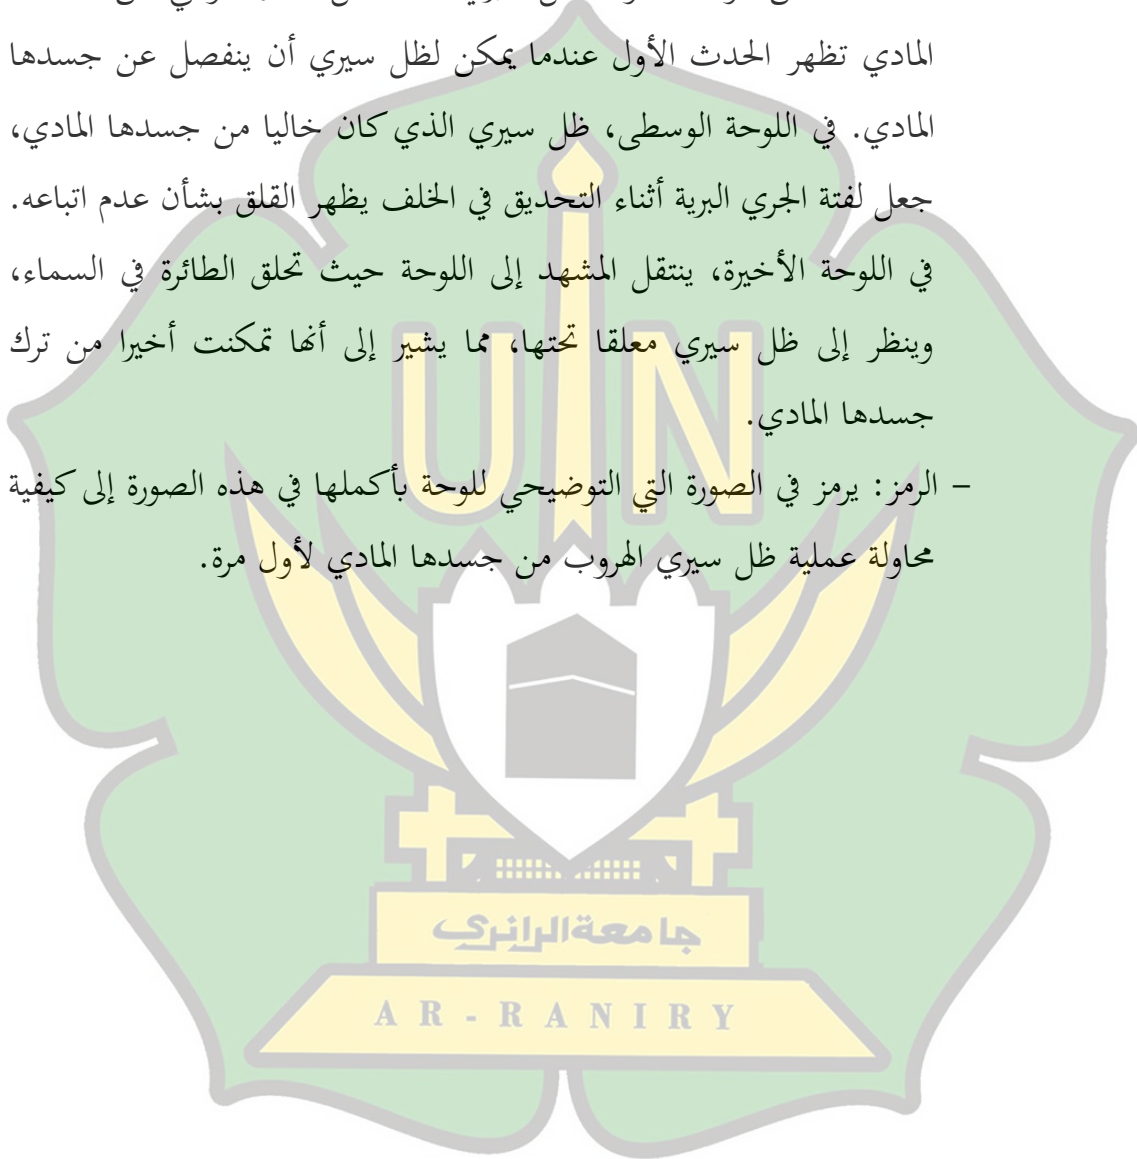 المادي تظهر الحدث الأول عندما يمكن لظل سيري أن ينفصل عن جسدها
المادي. في اللوحة الوسطى، ظل سيري الذي كان خاليا من جسدها المادي،
جعل لفتة الجري البرية أثناء التحديق في الخلف يظهر القلق بشأن عدم اتباعه.
في اللوحة الأخيرة، ينتقل المشهد إلى اللوحة حيث تحلق الطائرة في السماء،
وينظر إلى ظل سيري معلقا تحتها، مما يشير إلى أنها تمكنت أخيرا من ترك
جسدها المادي.
– الرمز: يرمز في الصورة التي التوضيحي للوحة بأكملها في هذه الصورة إلى كيفية
محاولة عملية ظل سيري الهروب من جسدها المادي لأول مرة.
UIN
جامعة الرانري
AR-RANIRY